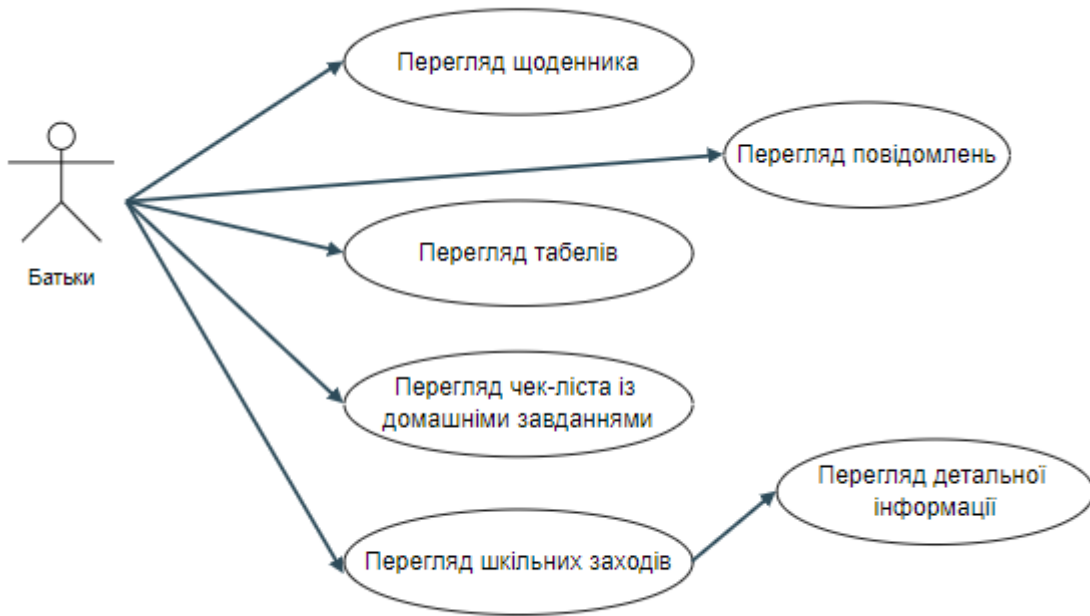 Перегляд щоденника
Перегляд повідомлень
Батьки
Перегляд табелів
Перегляд чек-ліста із
домашніми завданнями
Перегляд детальної
інформації
Перегляд шкільних заходів